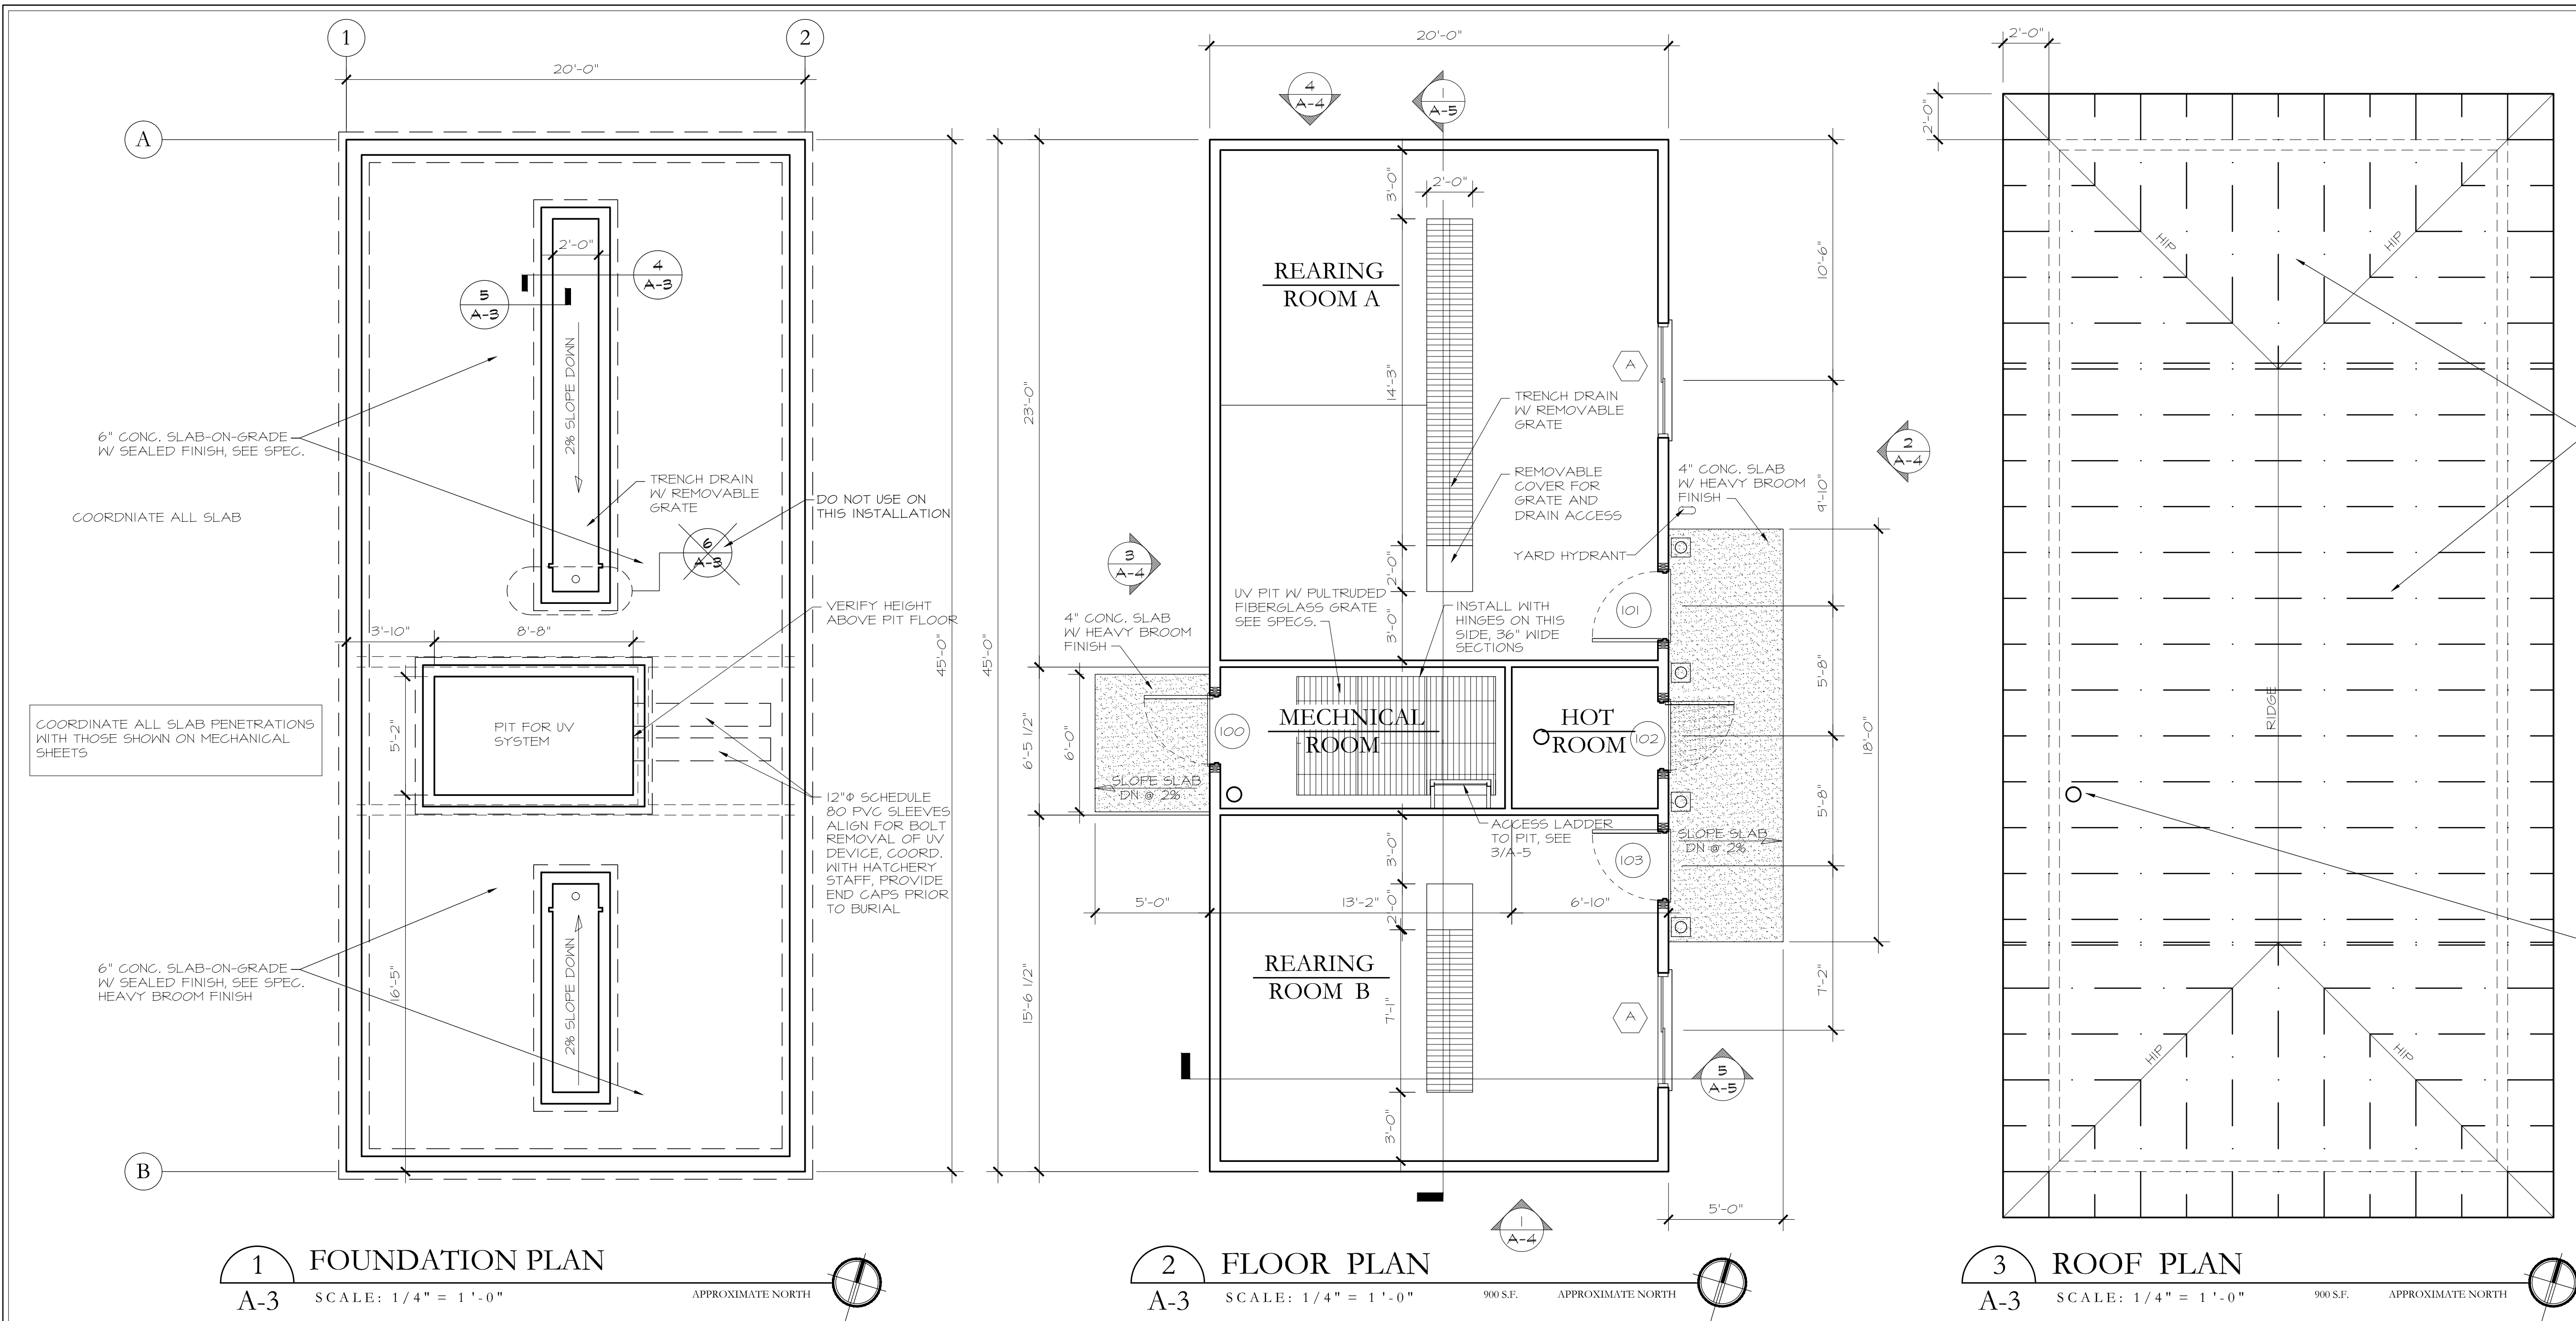 1
2
20'-0"
A
B
2'-0"
4
A-3
5
A-3
2% SLOPE DOWN
6" CONC. SLAB-ON-GRADE
W/ SEALED FINISH, SEE SPEC.
COORDNIATE ALL SLAB
TRENCH DRAIN
W/ REMOVABLE
GRATE
DO NOT USE ON
THIS INSTALLATION
6
A-3
VERIFY HEIGHT
ABOVE PIT FLOOR
3'-10"
8'-8"
45'-0"
5'-2"
PIT FOR UV
SYSTEM
COORDINATE ALL SLAB PENETRATIONS
WITH THOSE SHOWN ON MECHANICAL
SHEETS
12"Φ SCHEDULE
80 PVC SLEEVES
ALIGN FOR BOLT
REMOVAL OF UV
DEVICE, COORD.
WITH HATCHERY
STAFF, PROVIDE
END CAPS PRIOR
TO BURIAL
6" CONC. SLAB-ON-GRADE
W/ SEALED FINISH, SEE SPEC.
HEAVY BROOM FINISH
16'-5"
2% SLOPE DOWN
1
A-3
FOUNDATION PLAN
SCALE: 1/4" = 1'-0"
APPROXIMATE NORTH
20'-0"
4
A-4
1
A-5
3'-0"
2'-0"
REARING
ROOM A
10'-6"
23'-0"
14'-3"
A
TRENCH DRAIN
W/ REMOVABLE
GRATE
REMOVABLE
COVER FOR
GRATE AND
DRAIN ACCESS
4" CONC. SLAB
W/ HEAVY BROOM
FINISH
2
A-4
9'-10"
YARD HYDRANT
3
A-4
2'-0"
UV PIT W/ PULTRUDED
FIBERGLASS GRATE
SEE SPECS.
INSTALL WITH
HINGES ON THIS
SIDE, 36" WIDE
SECTIONS
101
3'-0"
4" CONC. SLAB
W/ HEAVY BROOM
FINISH
45'-0"
5'-8"
6'-5 1/2"
6'-0"
100
MECHNICAL
ROOM
HOT
ROOM
102
18'-0"
SLOPE SLAB
DN @ 2%
5'-8"
ACCESS LADDER
TO PIT, SEE
3/A-5
3'-0"
103
SLOPE SLAB
DN @ 2%
5'-0"
13'-2"
2'-0"
6'-10"
REARING
ROOM B
15'-6 1/2"
7'-1"
A
7'-2"
5
A-5
3'-0"
1
A-4
5'-0"
2
A-3
FLOOR PLAN
SCALE: 1/4" = 1'-0"
900 S.F.
APPROXIMATE NORTH
2'-0"
2'-0"
HIP
HIP
RIDGE
HIP
HIP
3
A-3
ROOF PLAN
SCALE: 1/4" = 1'-0"
900 S.F.
APPROXIMATE NORTH